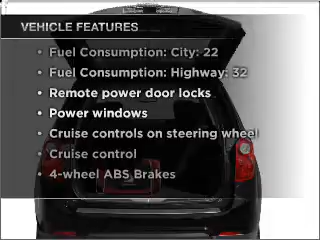 VEHICLE FEATURES
• Fuel Consumption: City: 22
• Fuel Consumption: Highway: 32
• Remote power door locks
• Power windows
• Cruise controls on steering wheel
• Cruise control
• 4-wheel ABS Brakes